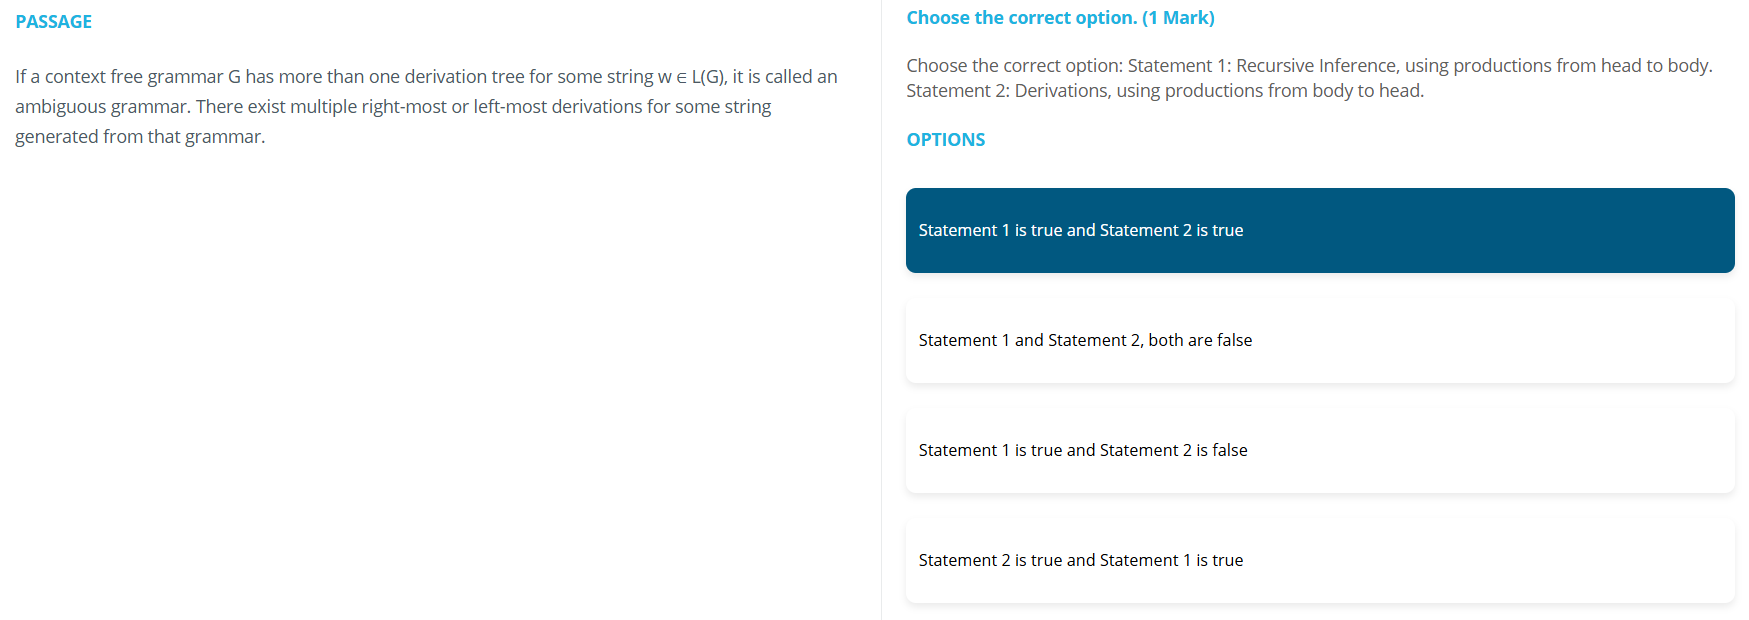 PASSAGE
If a context free grammar G has more than one derivation tree for some string w ∈ L(G), it is called an
ambiguous grammar. There exist multiple right-most or left-most derivations for some string
generated from that grammar.
Choose the correct option. (1 Mark)
Choose the correct option: Statement 1: Recursive Inference, using productions from head to body.
Statement 2: Derivations, using productions from body to head.
OPTIONS
Statement 1 is true and Statement 2 is true
Statement 1 and Statement 2, both are false
Statement 1 is true and Statement 2 is false
Statement 2 is true and Statement 1 is true